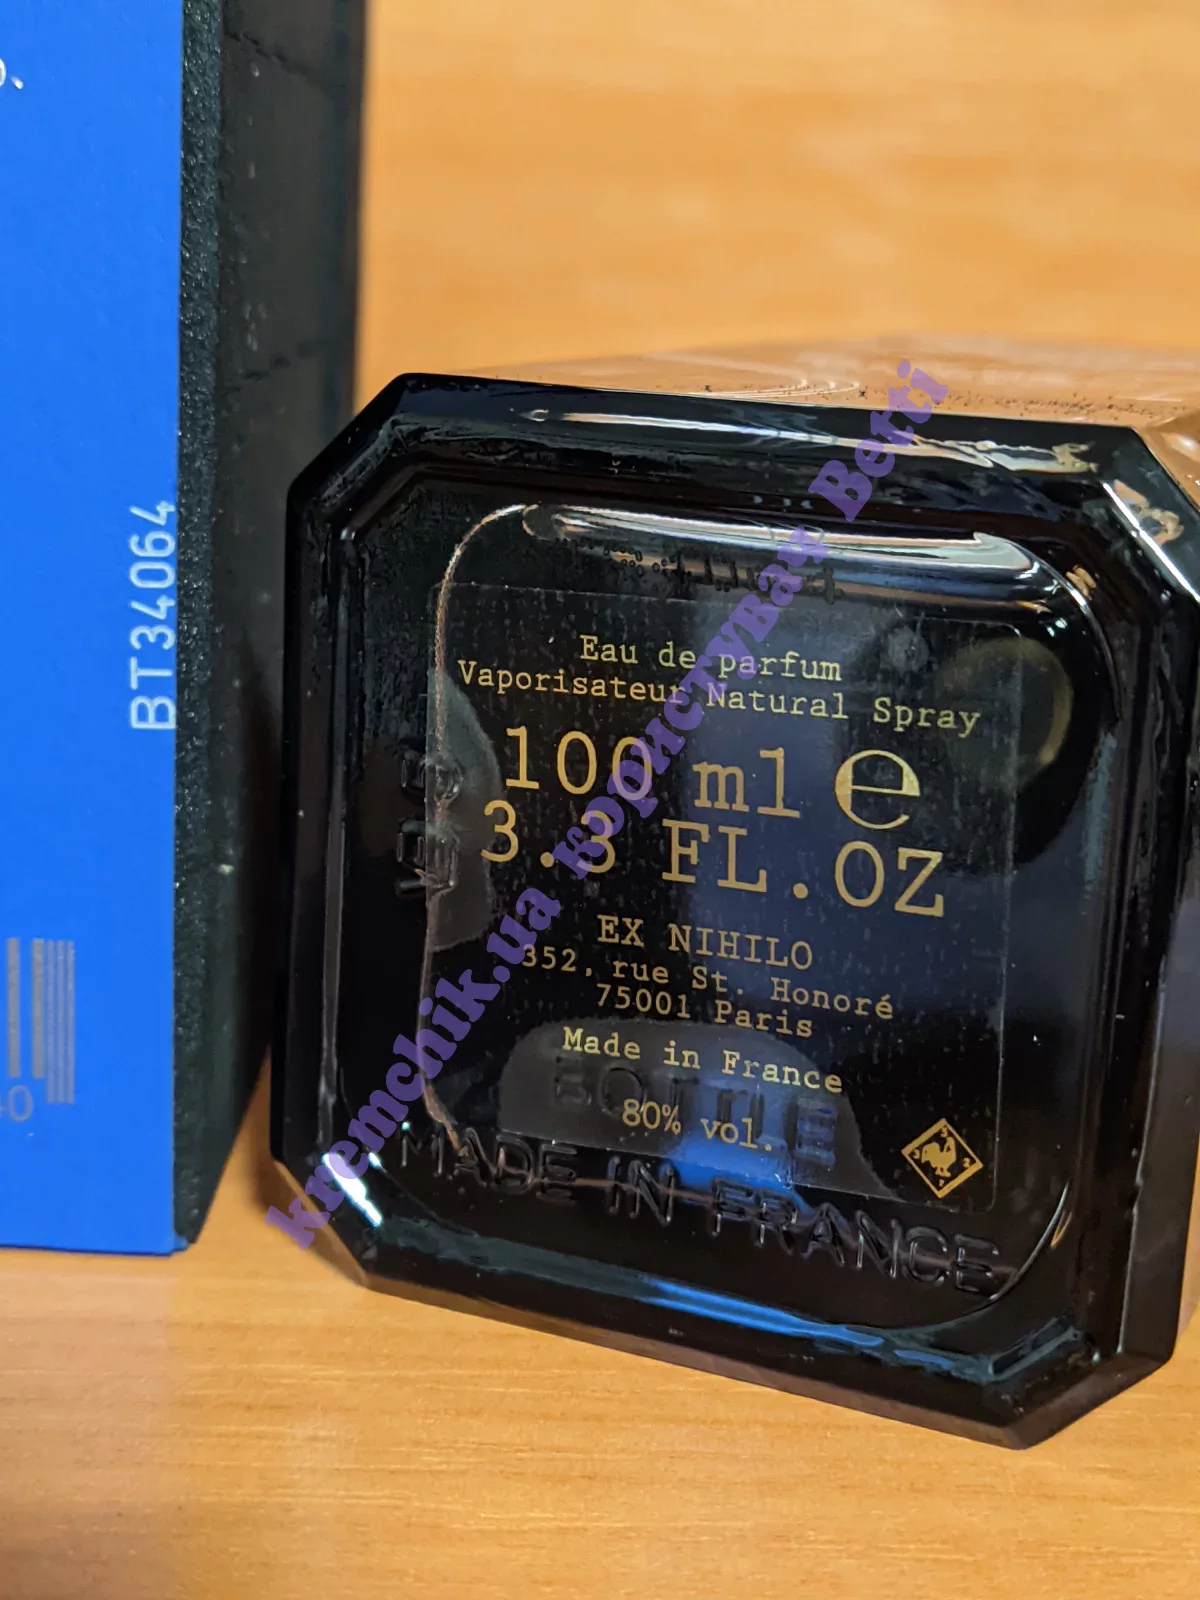 BT34064
Eau de parfum
Vaporisateur Natural Spray
100 ml e
3.3 FL.OZ
EX NIHILO
352, rue St. Honoré
75001 Paris
Made in France
80% vol.
BOTTLE
MADE IN FRANCE
kremchik.ua користувач Betti